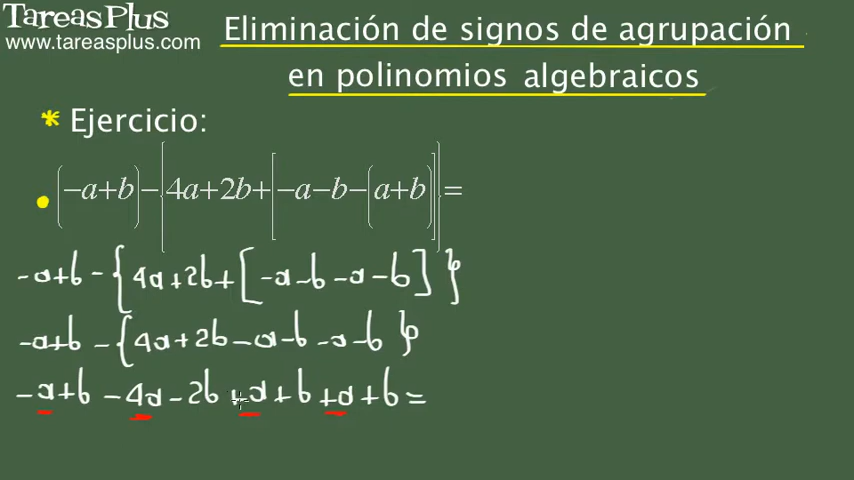 TareasPlus
www.tareasplus.com
Eliminación de signos de agrupación
en polinomios algebraicos
* Ejercicio:
(-a+b)-{4a+2b+[-a-b-(a+b)]}=
-a+b-{4a+2b+[-a-b-a-b]}
-a+b-{4a+2b-a-b-a-b}
-a+b-4a-2b+a+b+a+b=